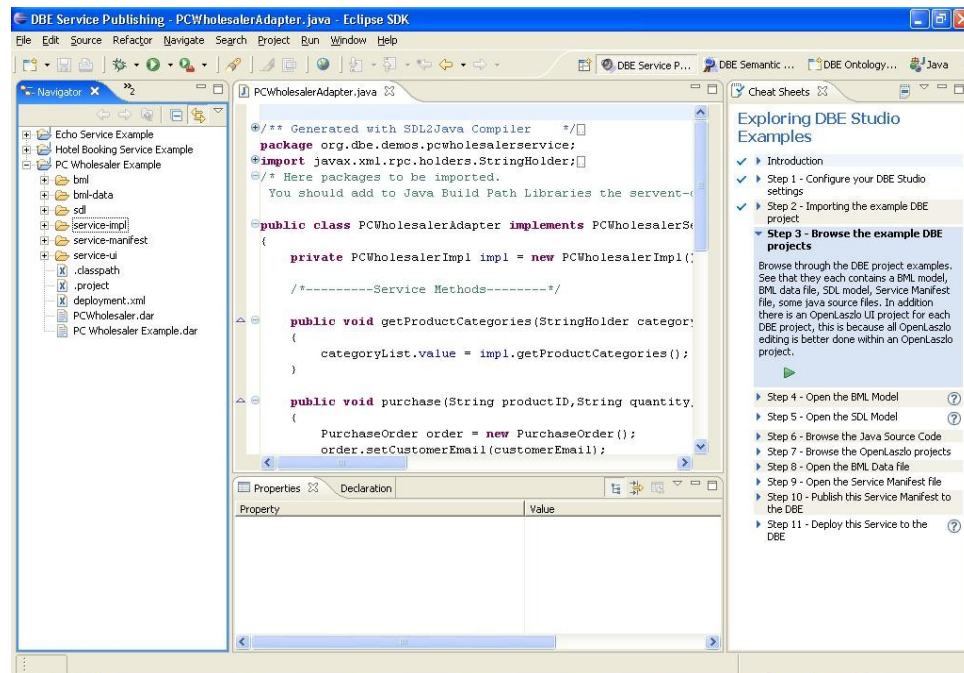 DBE Service Publishing - PCWholesalerAdapter.java - Eclipse SDK
File Edit Source Refactor Navigate Search Project Run Window Help
DBE Service P... DBE Semantic ... DBE Ontology... Java
Navigator
»2
Echo Service Example
Hotel Booking Service Example
PC Wholesaler Example
bml
bml-data
sdl
service-impl
service-manifest
service-ui
.classpath
.project
deployment.xml
PCWholesaler.dar
PC Wholesaler Example.dar
PCWholesalerAdapter.java
/** Generated with SDL2Java Compiler */
package org.dbe.demos.pcwholesalerservice;
import javax.xml.rpc.holders.StringHolder;
/* Here packages to be imported.
You should add to Java Build Path Libraries the servent-
public class PCWholesalerAdapter implements PCWholesalerSe
{
private PCWholesalerImpl impl = new PCWholesalerImpl()
/*---------Service Methods--------*/
public void getProductCategories(StringHolder category
{
categoryList.value = impl.getProductCategories();
}
public void purchase(String productID,String quantity,
{
PurchaseOrder order = new PurchaseOrder();
order.setCustomerEmail(customerEmail);
Properties Declaration
Property Value
Cheat Sheets
Exploring DBE Studio
Examples
Introduction
Step 1 - Configure your DBE Studio
settings
Step 2 - Importing the example DBE
project
Step 3 - Browse the example DBE
projects
Browse through the DBE project examples.
See that they each contains a BML model,
BML data file, SDL model, Service Manifest
file, some java source files. In addition
there is an OpenLaszlo UI project for each
DBE project, this is because all OpenLaszlo
editing is better done within an OpenLaszlo
project.
Step 4 - Open the BML Model
Step 5 - Open the SDL Model
Step 6 - Browse the Java Source Code
Step 7 - Browse the OpenLaszlo projects
Step 8 - Open the BML Data file
Step 9 - Open the Service Manifest file
Step 10 - Publish this Service Manifest to
the DBE
Step 11 - Deploy this Service to the
DBE